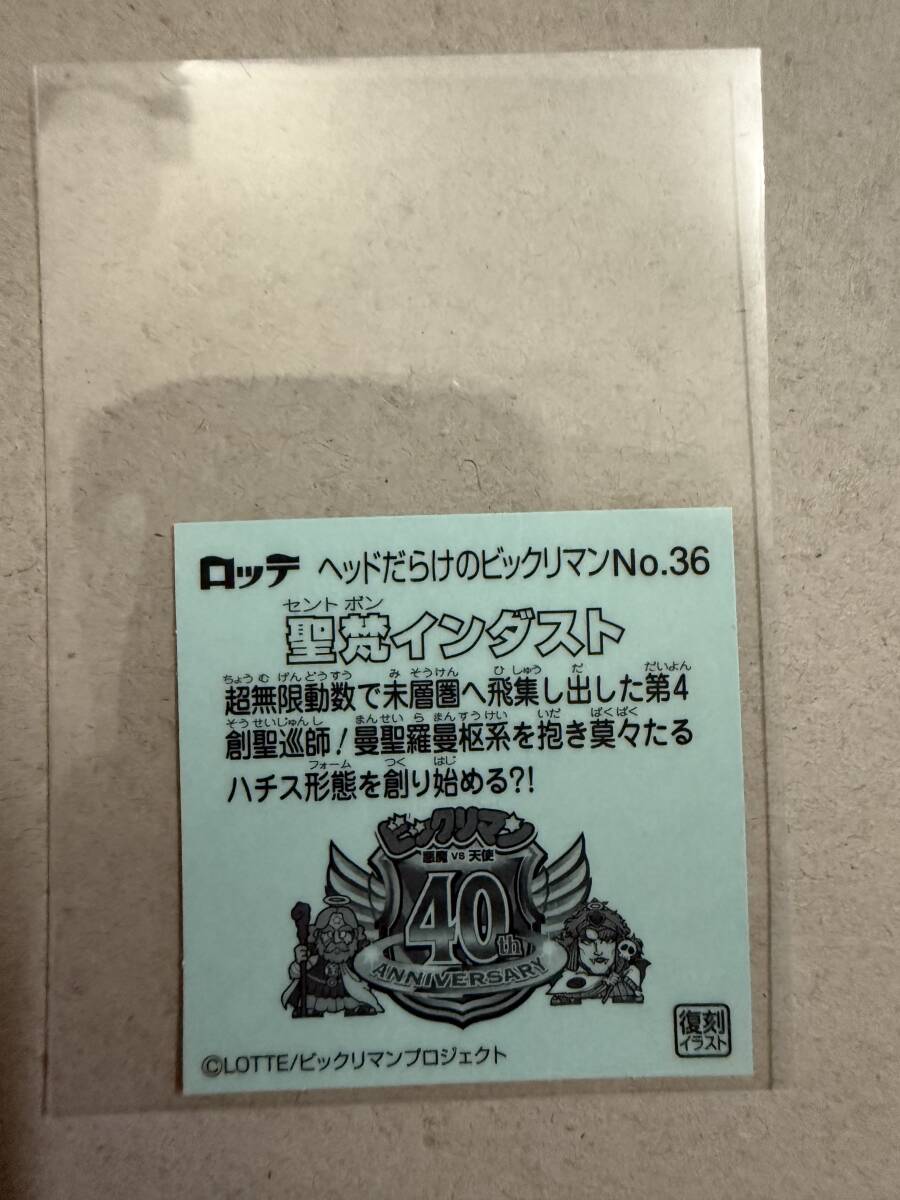 ロッテ ヘッドだらけのビックリマンNo.36
セント ボン
聖梵インダスト
ちょう む げんどうすう み そうけん ひ しゅう だ だいよん
超無限動数で未層圏へ飛集し出した第4
そうせいじゅんし まんせい ら まんすうけい いだ ばくばく
創聖巡師!曼聖羅曼枢系を抱き莫々たる
フォーム つく はじ
ハチス形態を創り始める?!
ビックリマン
悪魔 VS 天使
40th
ANNIVERSARY
復刻
イラスト
©LOTTE/ビックリマンプロジェクト